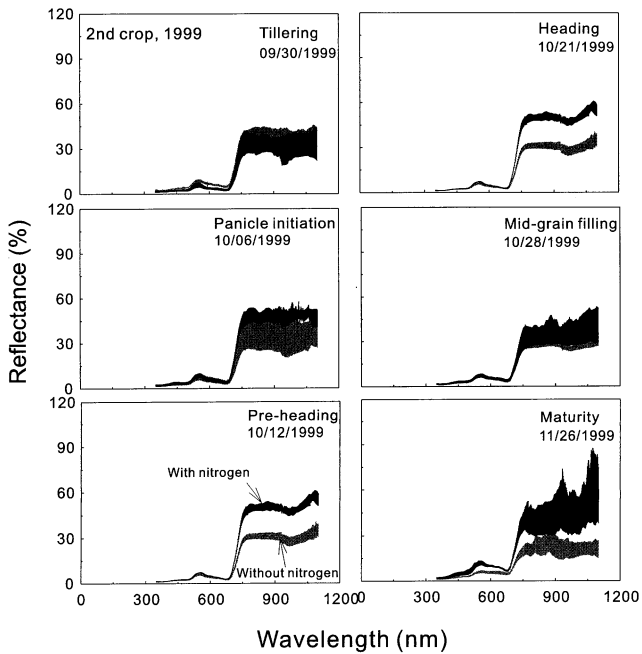 2nd crop, 1999
Tillering
09/30/1999
Heading
10/21/1999
Panicle initiation
10/06/1999
Mid-grain filling
10/28/1999
Pre-heading
10/12/1999
With nitrogen
Without nitrogen
Maturity
11/26/1999
120
90
60
30
0
120
90
60
30
0
120
90
60
30
0
0 300 600 900 1200
0 300 600 900 1200
Reflectance (%)
Wavelength (nm)